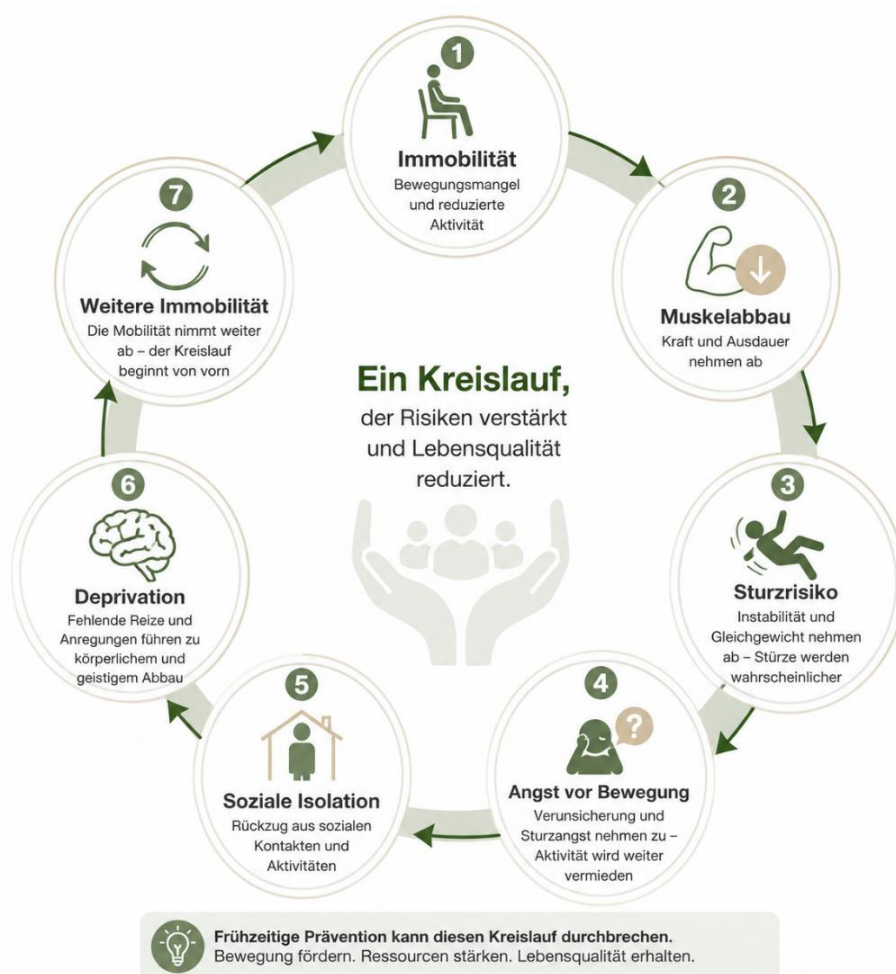 1
Immobilität
Bewegungsmangel
und reduzierte
Aktivität
2
Muskelabbau
Kraft und Ausdauer
nehmen ab
3
Sturzrisiko
Instabilität und
Gleichgewicht nehmen
ab – Stürze werden
wahrscheinlicher
4
?
Angst vor Bewegung
Verunsicherung und
Sturzangst nehmen zu –
Aktivität wird weiter
vermieden
5
Soziale Isolation
Rückzug aus sozialen
Kontakten und
Aktivitäten
6
Deprivation
Fehlende Reize und
Anregungen führen zu
körperlichem und
geistigem Abbau
7
Weitere Immobilität
Die Mobilität nimmt weiter
ab – der Kreislauf
beginnt von vorn
Ein Kreislauf,
der Risiken verstärkt
und Lebensqualität
reduziert.
Frühzeitige Prävention kann diesen Kreislauf durchbrechen.
Bewegung fördern. Ressourcen stärken. Lebensqualität erhalten.